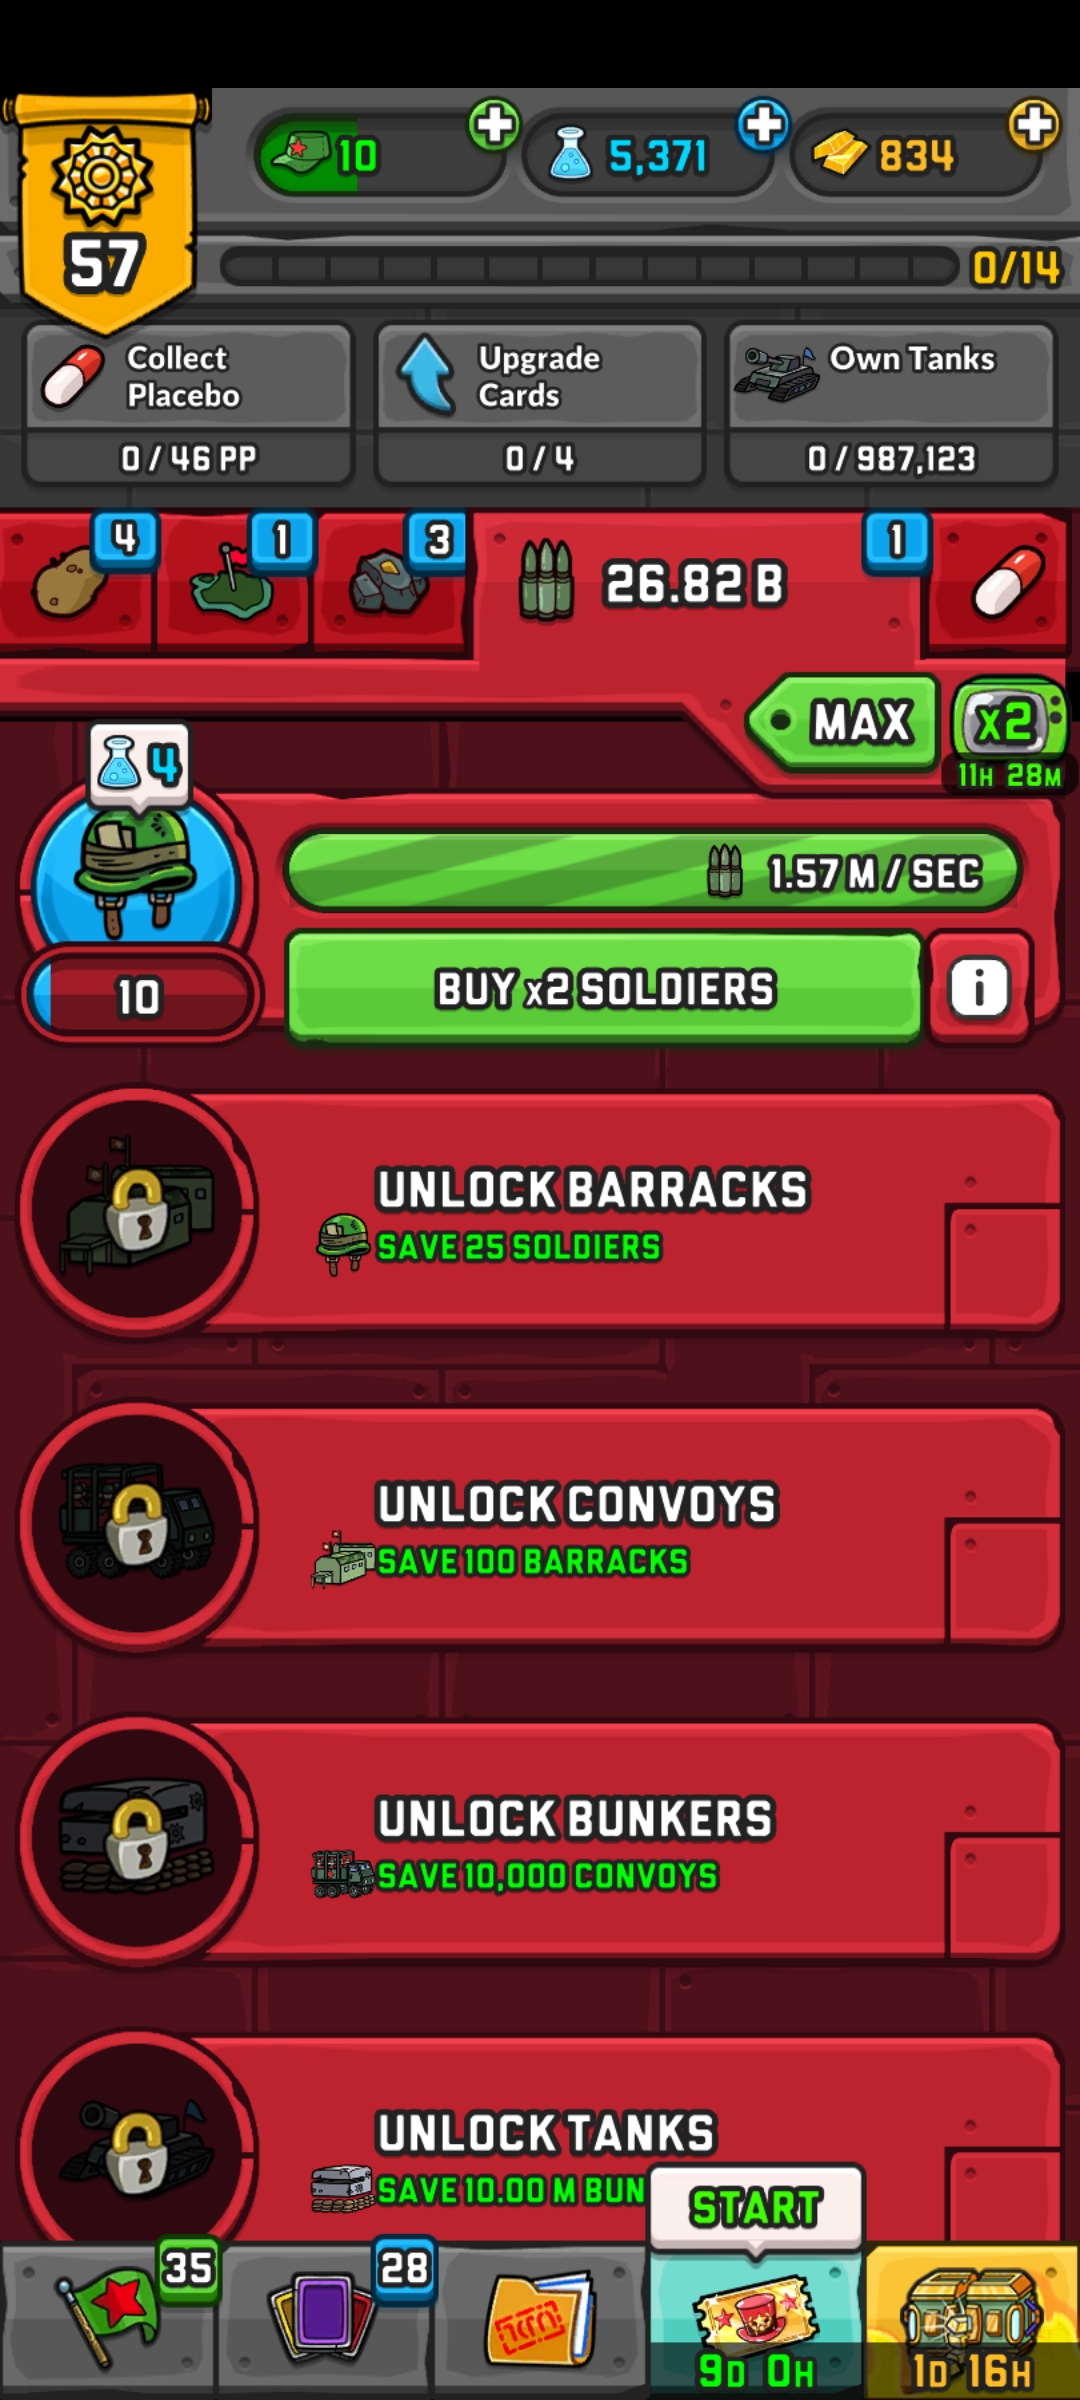 10
5,371
834
57
0/14
Collect
Placebo
0 / 46 PP
Upgrade
Cards
0 / 4
Own Tanks
0 / 987,123
4
1
3
26.82 B
1
MAX
x2
11H 28M
4
1.57 M / SEC
10
BUY x2 SOLDIERS
i
UNLOCK BARRACKS
SAVE 25 SOLDIERS
UNLOCK CONVOYS
SAVE 100 BARRACKS
UNLOCK BUNKERS
SAVE 10,000 CONVOYS
UNLOCK TANKS
SAVE 10.00 M BUN
START
35
28
9D 0H
1D 16H